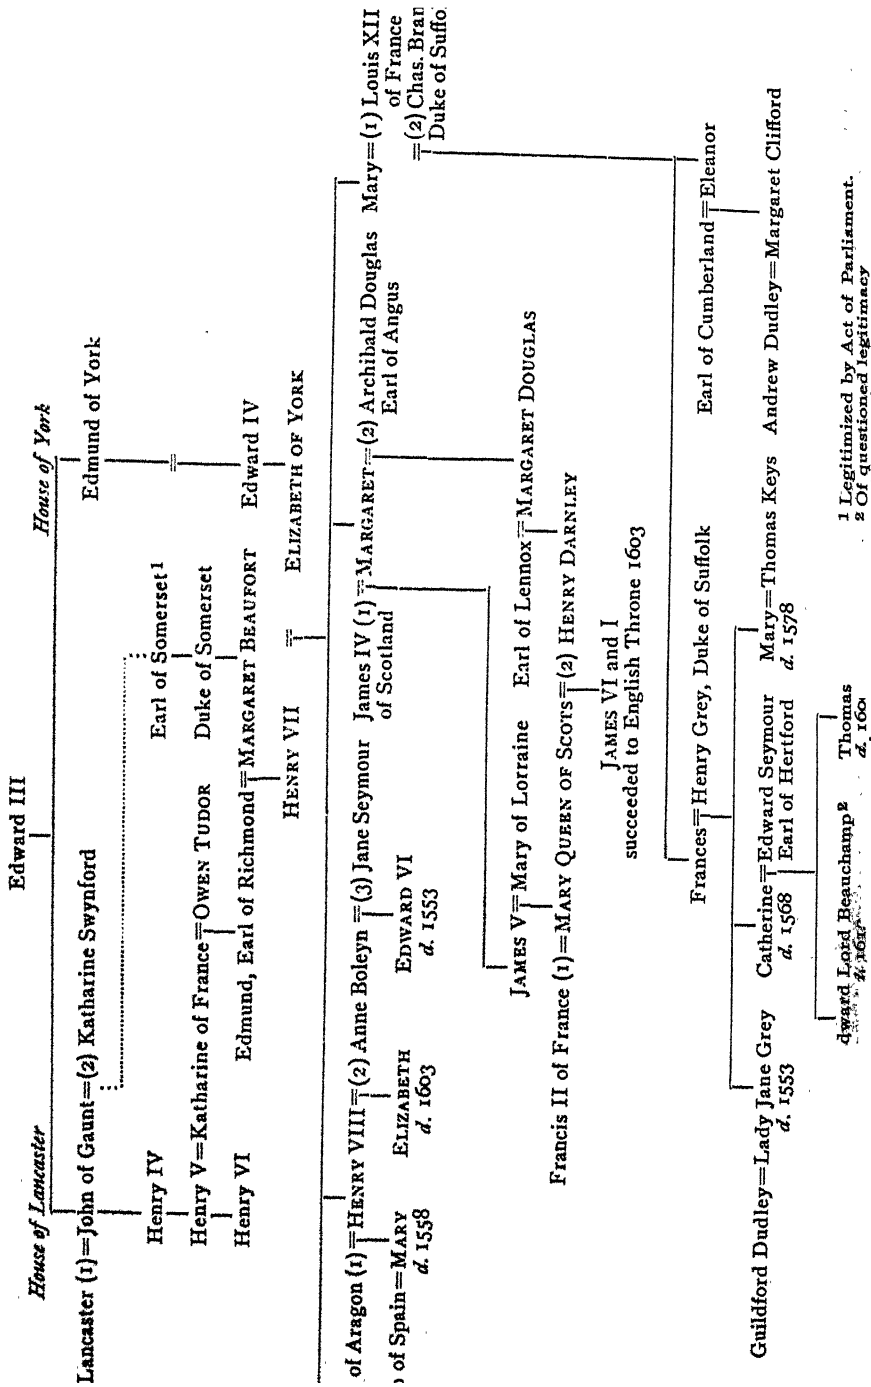 Edward III
House of Lancaster House of York
Lancaster (1)=John of Gaunt=(2) Katharine Swynford Edmund of York
Henry IV Earl of Somerset¹
Henry V=Katharine of France=OWEN TUDOR Duke of Somerset
Henry VI Edmund, Earl of Richmond=MARGARET BEAUFORT Edward IV
HENRY VII = ELIZABETH OF YORK
of Aragon (1)=HENRY VIII=(2) Anne Boleyn=(3) Jane Seymour James IV (1)=MARGARET=(2) Archibald Douglas Mary=(1) Louis XII
of Scotland Earl of Angus of France
=(2) Chas. Bran
Duke of Suffo
of Spain=MARY ELIZABETH EDWARD VI
d. 1558 d. 1603 d. 1553
JAMES V=Mary of Lorraine Earl of Lennox=MARGARET DOUGLAS
Francis II of France (1)=MARY QUEEN OF SCOTS=(2) HENRY DARNLEY
JAMES VI and I
succeeded to English Throne 1603
Frances=Henry Grey, Duke of Suffolk Earl of Cumberland=Eleanor
Guildford Dudley=Lady Jane Grey Catherine=Edward Seymour Mary=Thomas Keys Andrew Dudley=Margaret Clifford
d. 1553 d. 1568 Earl of Hertford d. 1578
dward Lord Beauchamp² Thomas
d. 160
1 Legitimized by Act of Parliament.
2 Of questioned legitimacy